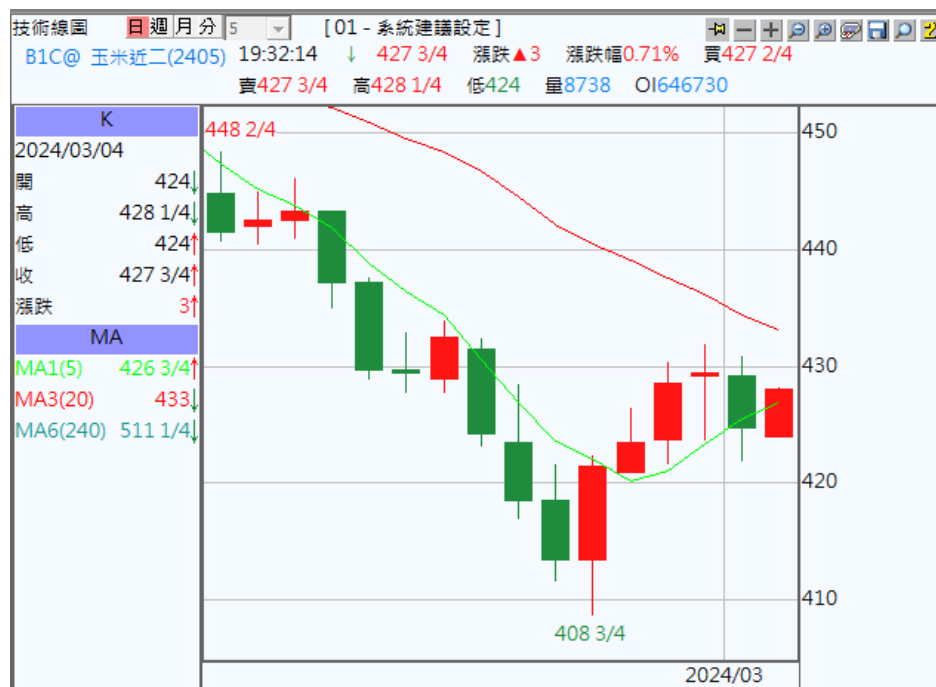 技術線圖 日 週 月 分 5 [ 01 - 系統建議設定 ]
B1C@ 玉米近二(2405) 19:32:14 ↓ 427 3/4 漲跌▲3 漲跌幅0.71% 買427 2/4
賣427 3/4 高428 1/4 低424 量8738 OI646730
K
2024/03/04
開 424↓
高 428 1/4↓
低 424↑
收 427 3/4↑
漲跌 3↑
MA
MA1(5) 426 3/4↑
MA3(20) 433↓
MA6(240) 511 1/4↓
448 2/4
408 3/4
450
440
430
420
410
2024/03